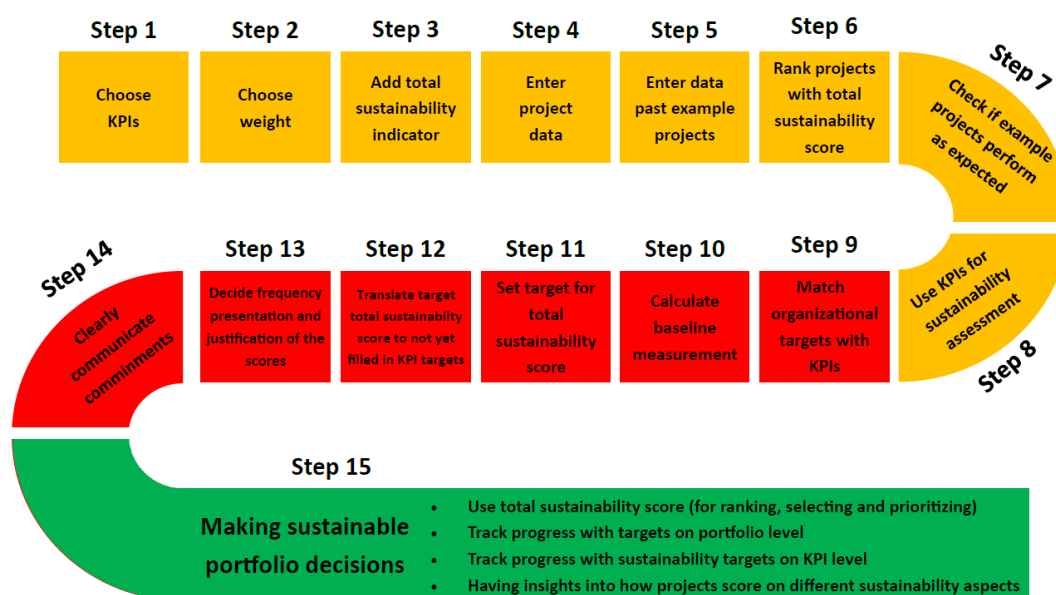 Step 1
Choose
KPIs
Step 2
Choose
weight
Step 3
Add total
sustainability
indicator
Step 4
Enter
project
data
Step 5
Enter data
past example
projects
Step 6
Rank projects
with total
sustainability
score
Step 7
Check if example
projects perform
as expected
Step 8
Use KPIs for
sustainability
assessment
Step 9
Match
organizational
targets with
KPIs
Step 10
Calculate
baseline
measurement
Step 11
Set target for
total
sustainability
score
Step 12
Translate target
total sustainabilty
score to not yet
filled in KPI targets
Step 13
Decide frequency
presentation and
justification of the
scores
Step 14
Clearly
communicate
comminments
Step 15
Making sustainable
portfolio decisions
• Use total sustainability score (for ranking, selecting and prioritizing)
• Track progress with targets on portfolio level
• Track progress with sustainability targets on KPI level
• Having insights into how projects score on different sustainability aspects